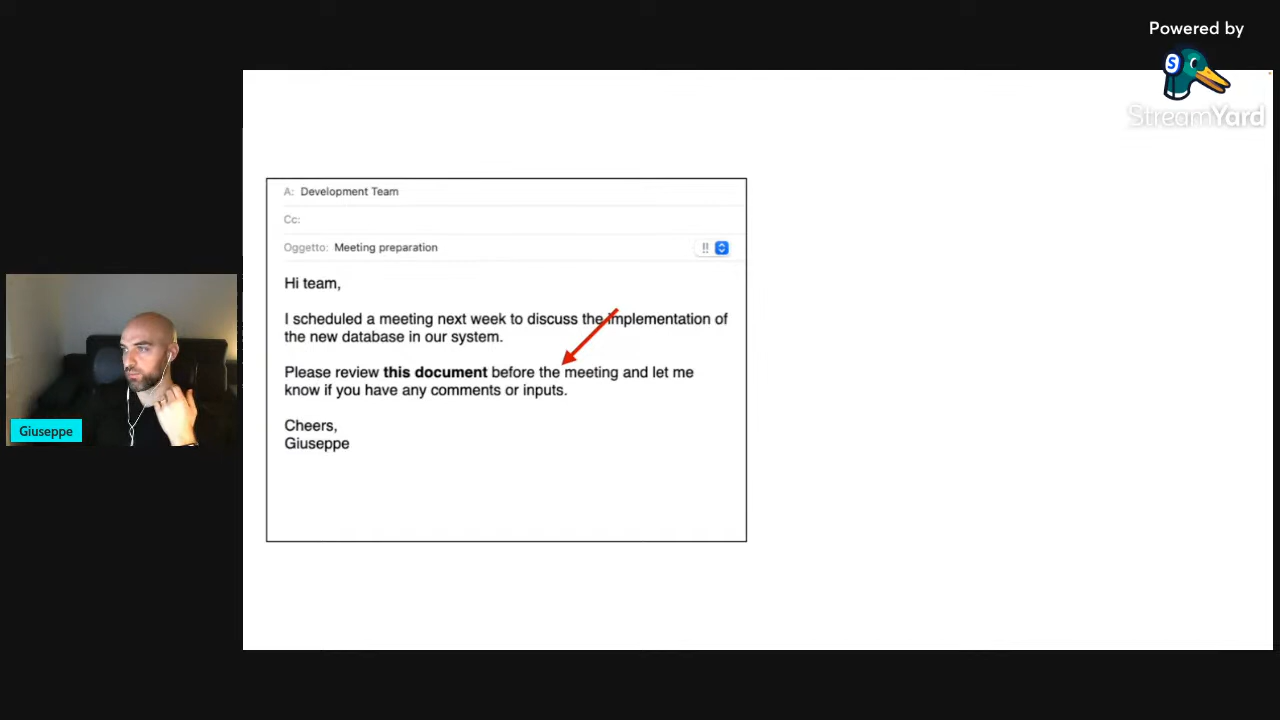 Powered by
S
StreamYard
A: Development Team
Cc:
Oggetto: Meeting preparation
!!
Hi team,
I scheduled a meeting next week to discuss the implementation of
the new database in our system.
Please review this document before the meeting and let me
know if you have any comments or inputs.
Cheers,
Giuseppe
Giuseppe